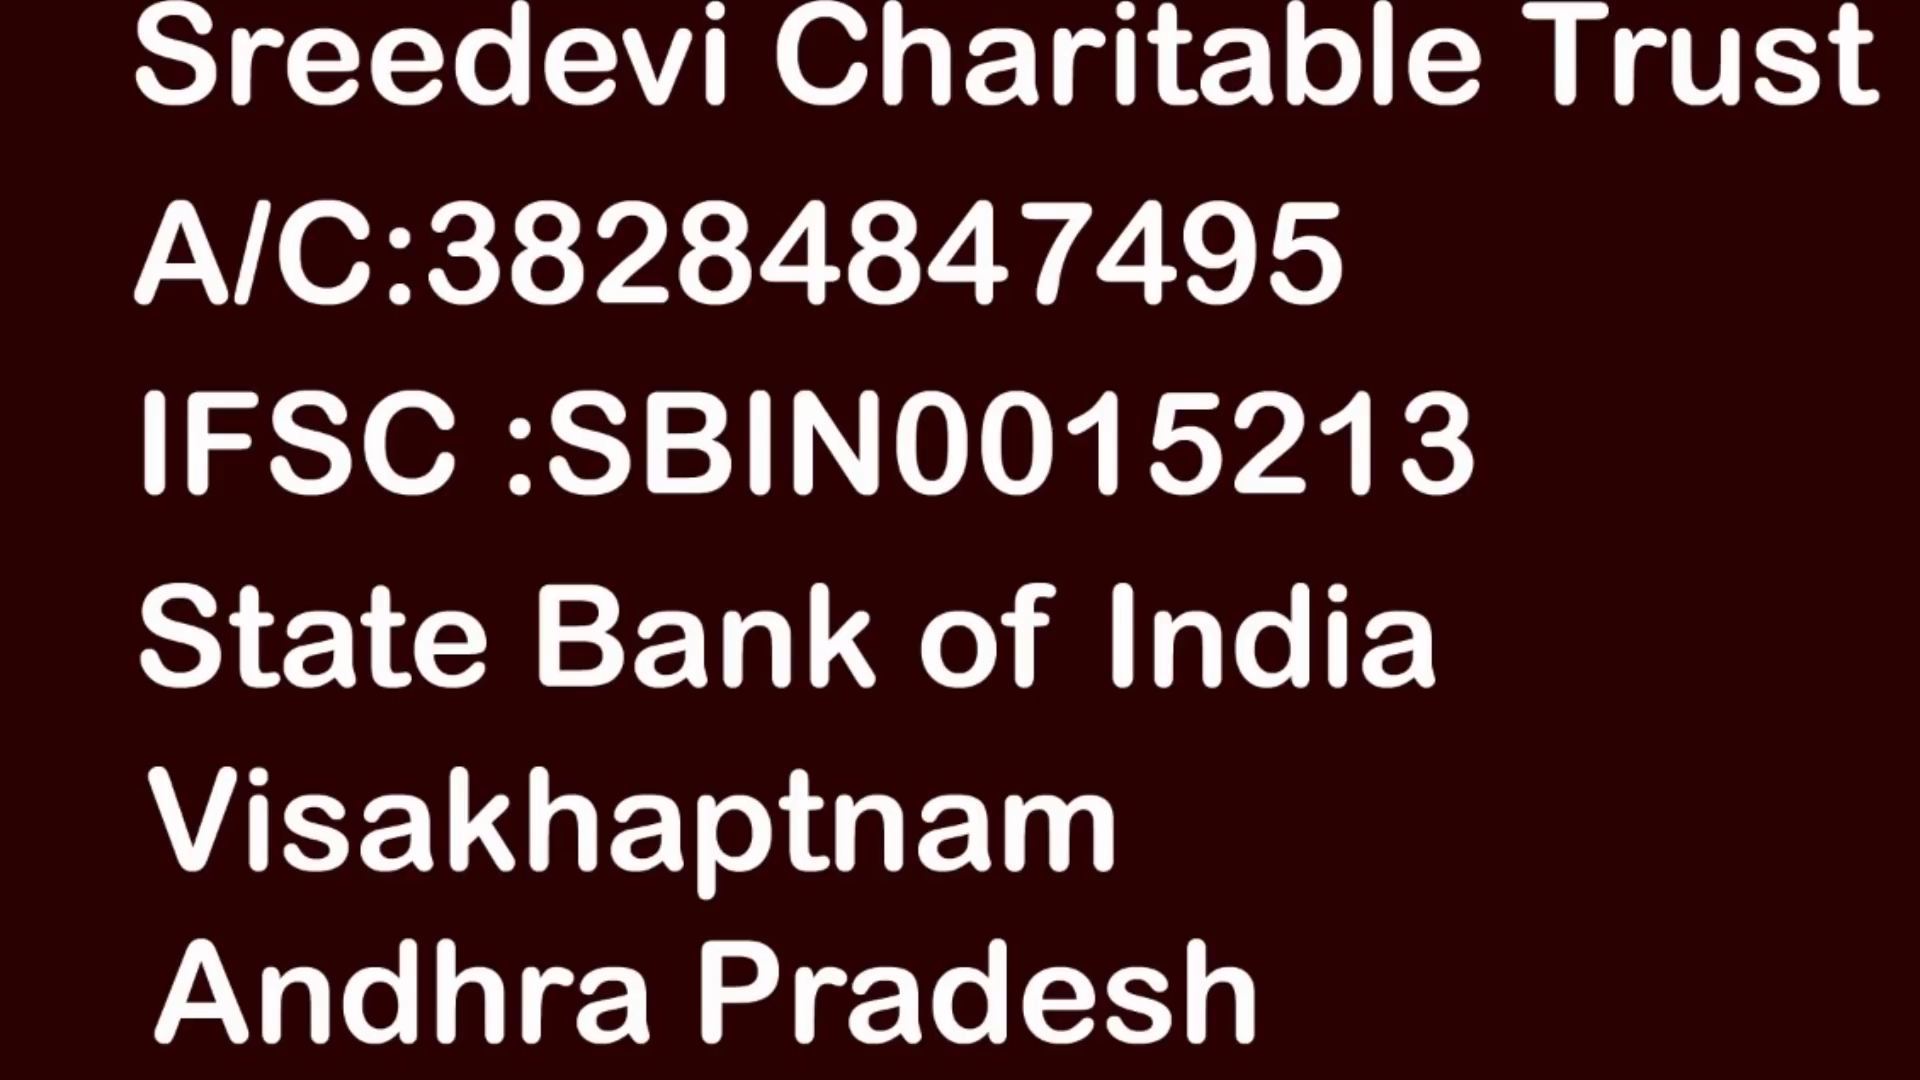 Sreedevi Charitable Trust
A/C:38284847495
IFSC :SBIN0015213
State Bank of India
Visakhaptnam
Andhra Pradesh